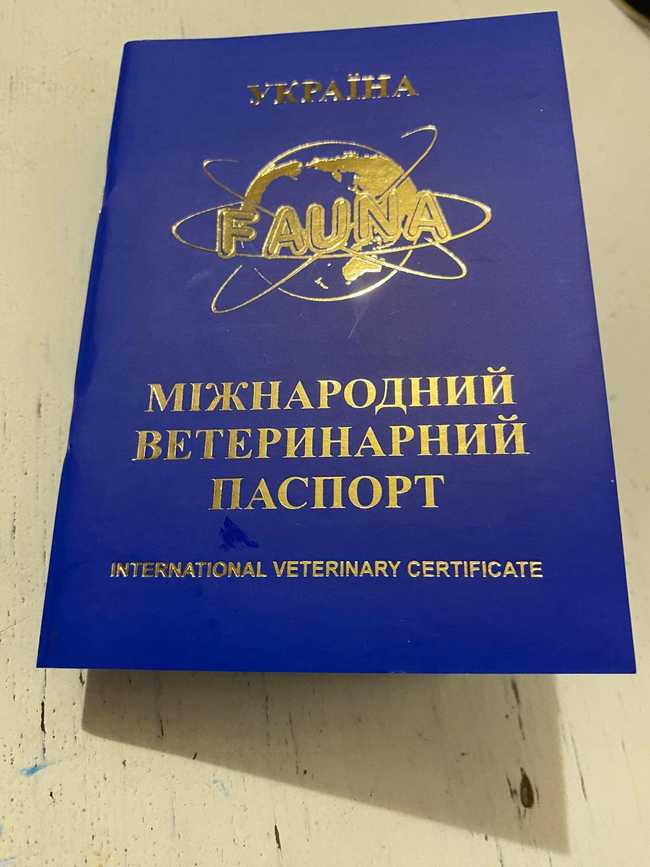 УКРАЇНА
FAUNA
МІЖНАРОДНИЙ
ВЕТЕРИНАРНИЙ
ПАСПОРТ
INTERNATIONAL VETERINARY CERTIFICATE